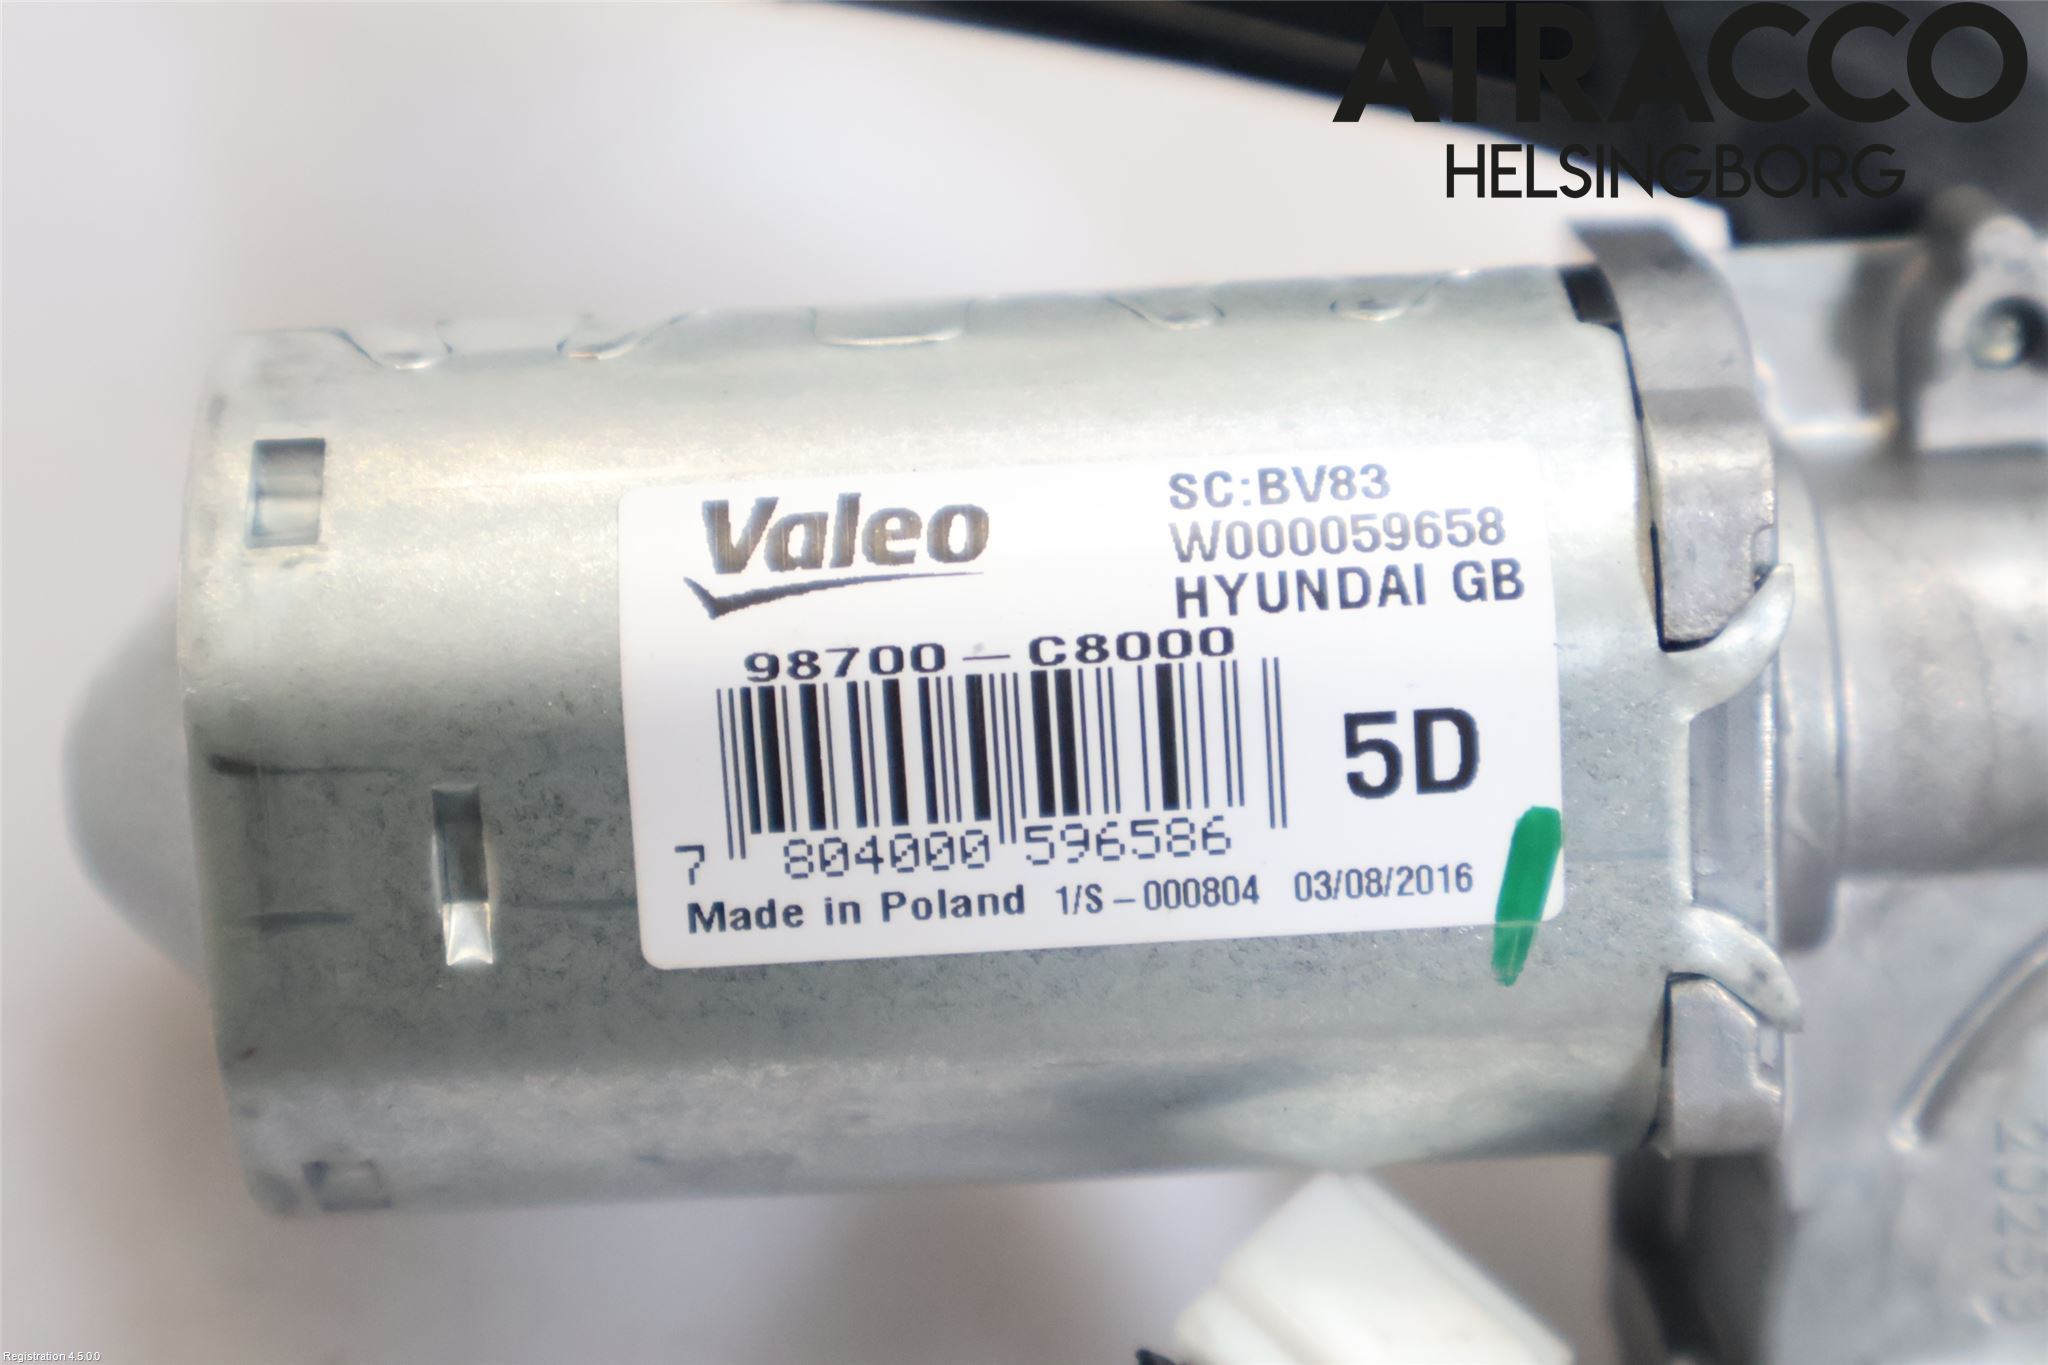 ATRACCO
HELSINGBORG
Valeo
SC:BV83
W000059658
HYUNDAI GB
98700-C8000
5D
7 804000 596586
Made in Poland 1/S-000804 03/08/2016
Registration 4.5.0.0